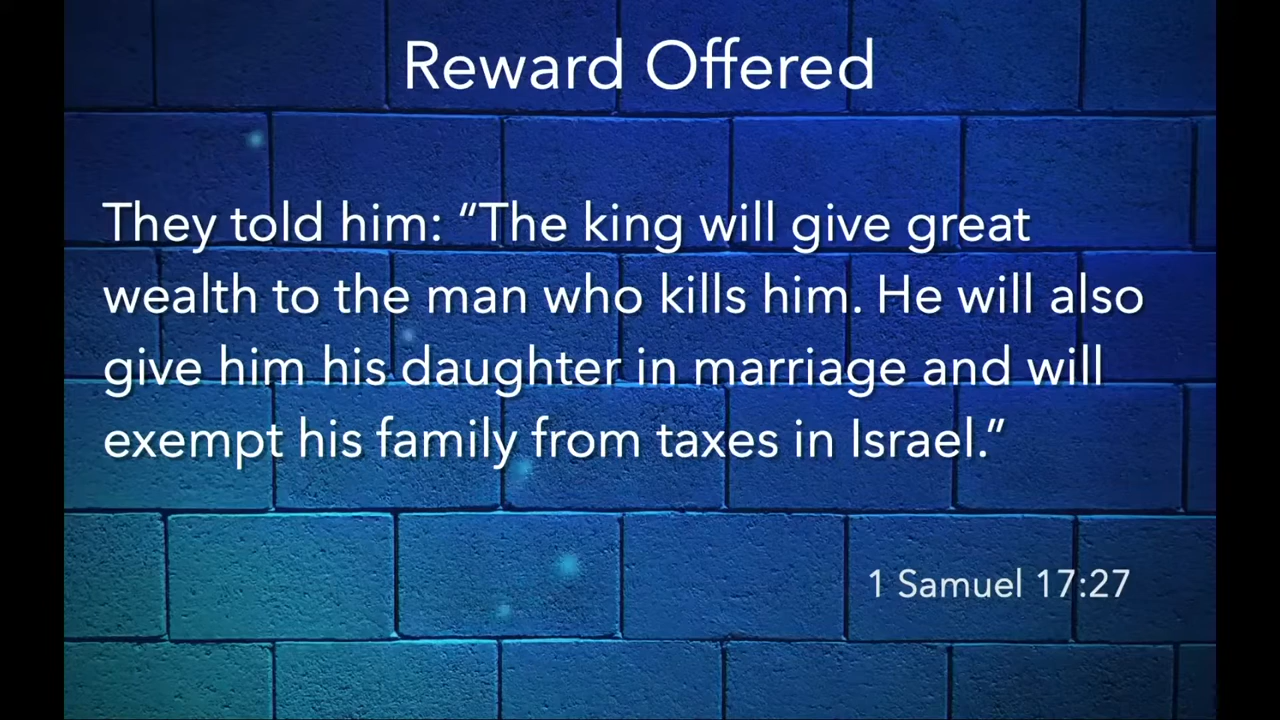 Reward Offered
They told him: “The king will give great
wealth to the man who kills him. He will also
give him his daughter in marriage and will
exempt his family from taxes in Israel.”
1 Samuel 17:27